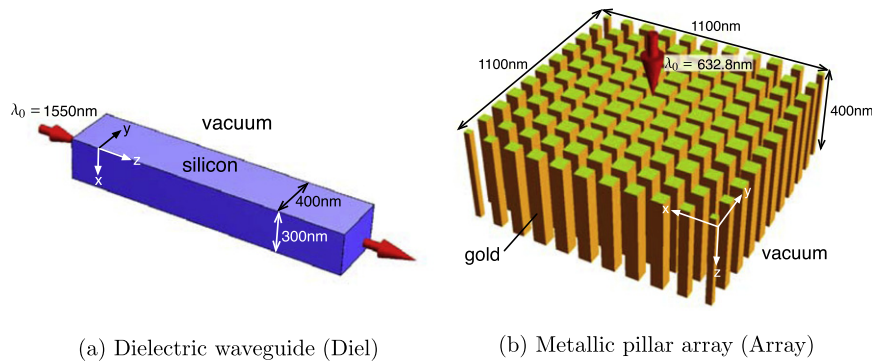 λ₀ = 1550nm
vacuum
y
z
x
silicon
400nm
300nm
(a) Dielectric waveguide (Diel)
1100nm
1100nm
λ₀ = 632.8nm
400nm
x
y
z
gold
vacuum
(b) Metallic pillar array (Array)